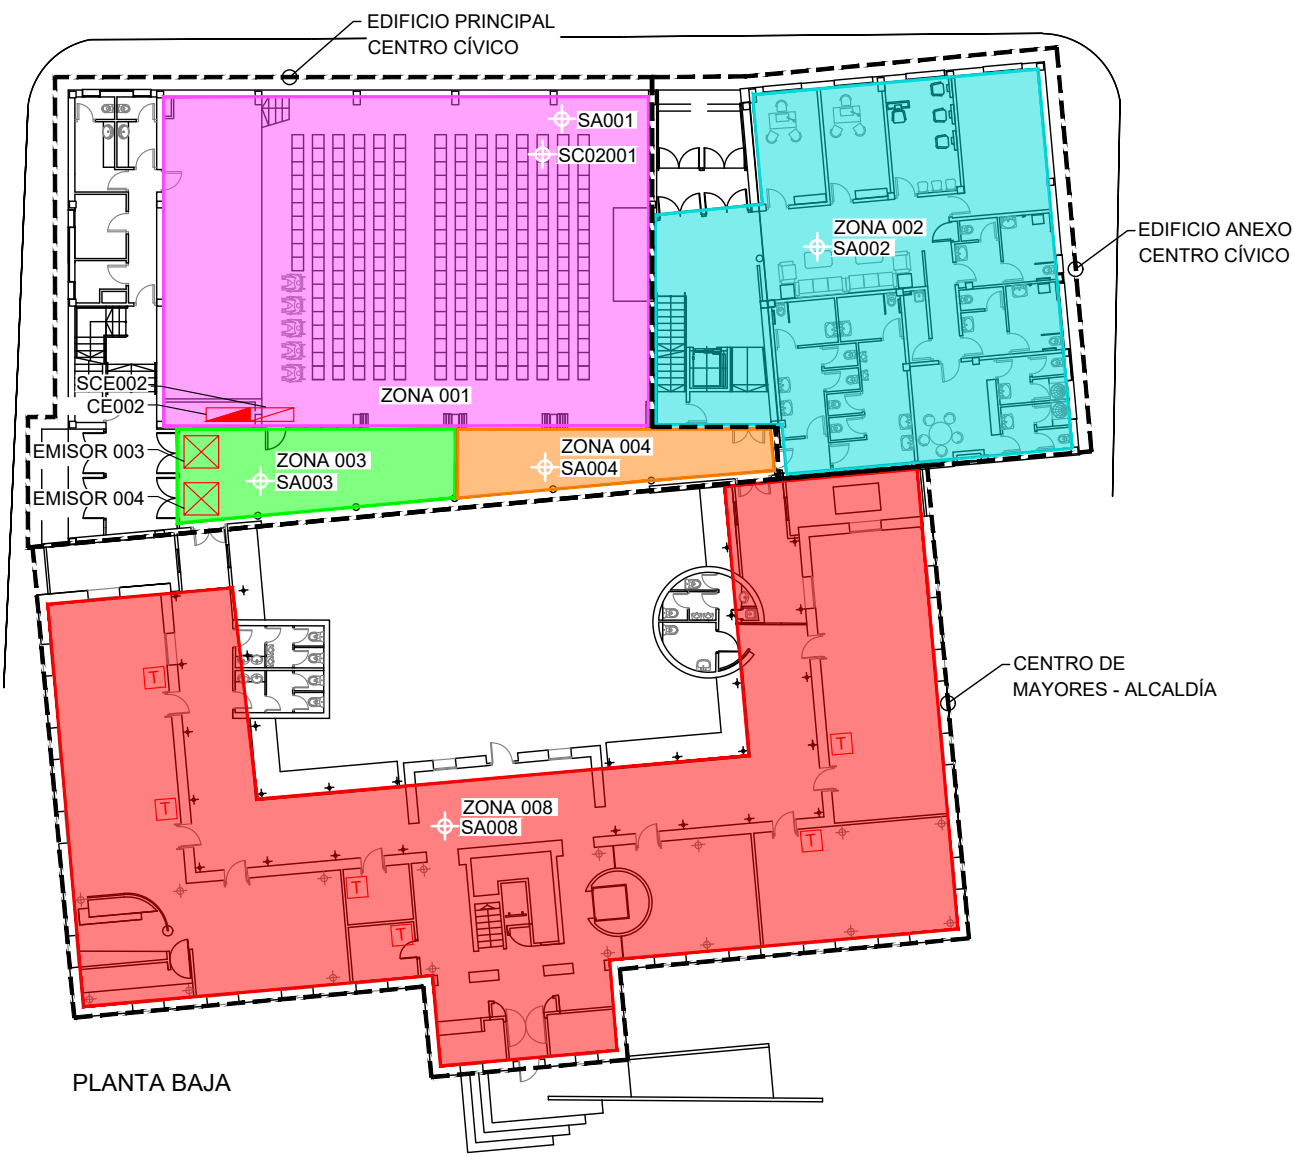 EDIFICIO PRINCIPAL
CENTRO CÍVICO
SA001
SC02001
ZONA 002
SA002
EDIFICIO ANEXO
CENTRO CÍVICO
SCE002
CE002
ZONA 001
EMISOR 003
ZONA 003
SA003
ZONA 004
SA004
EMISOR 004
CENTRO DE
MAYORES - ALCALDÍA
T
T
T
ZONA 008
SA008
T
T
T
PLANTA BAJA